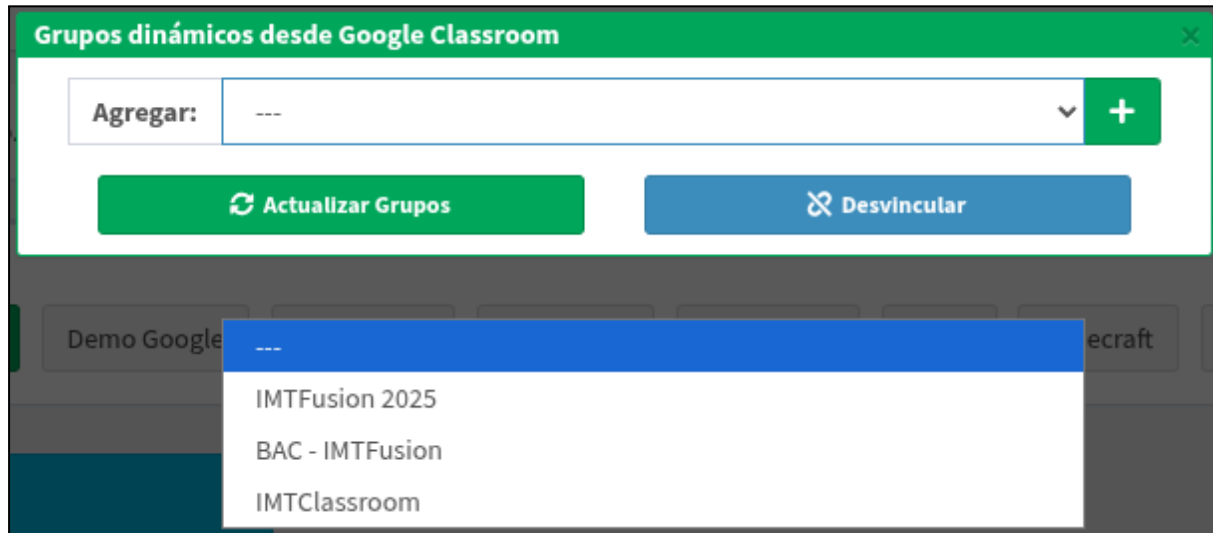 Grupos dinámicos desde Google Classroom ×
Agregar: --- +
Actualizar Grupos Desvincular
Demo Google ecraft
---
IMTFusion 2025
BAC - IMTFusion
IMTClassroom